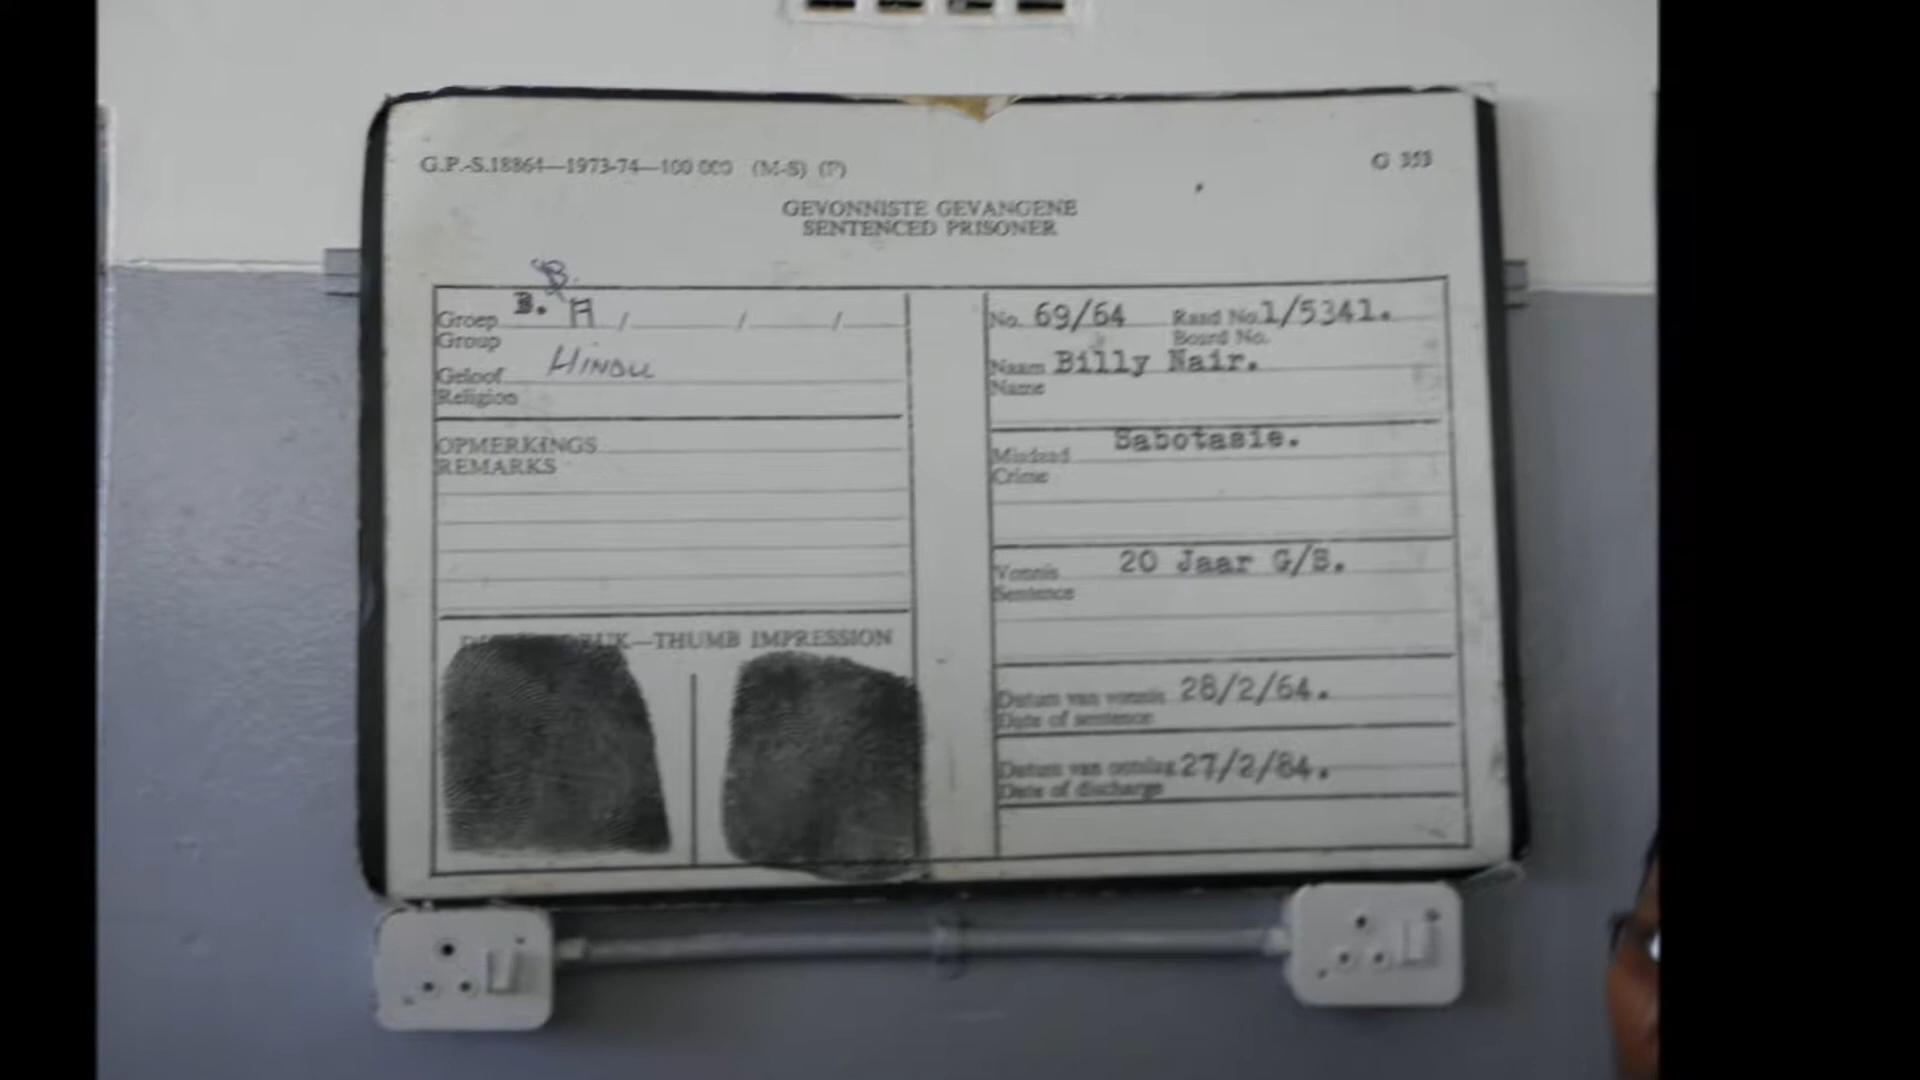 G.P.-S.18864—1973-74—100 000 (M-S) (P)
G 353
GEVONNISTE GEVANGENE
SENTENCED PRISONER
B.
Groep B. A / / /
Group
Geloof HINDU
Religion
OPMERKINGS
REMARKS
—THUMB IMPRESSION
No. 69/64 Raad No. 1/5341.
Board No.
Naam Billy Nair.
Name
Misdaad Sabotasie.
Crime
Vonnis 20 Jaar G/S.
Sentence
Datum van vonnis 28/2/64.
Date of sentence
Datum van ontslag 27/2/84.
Date of discharge